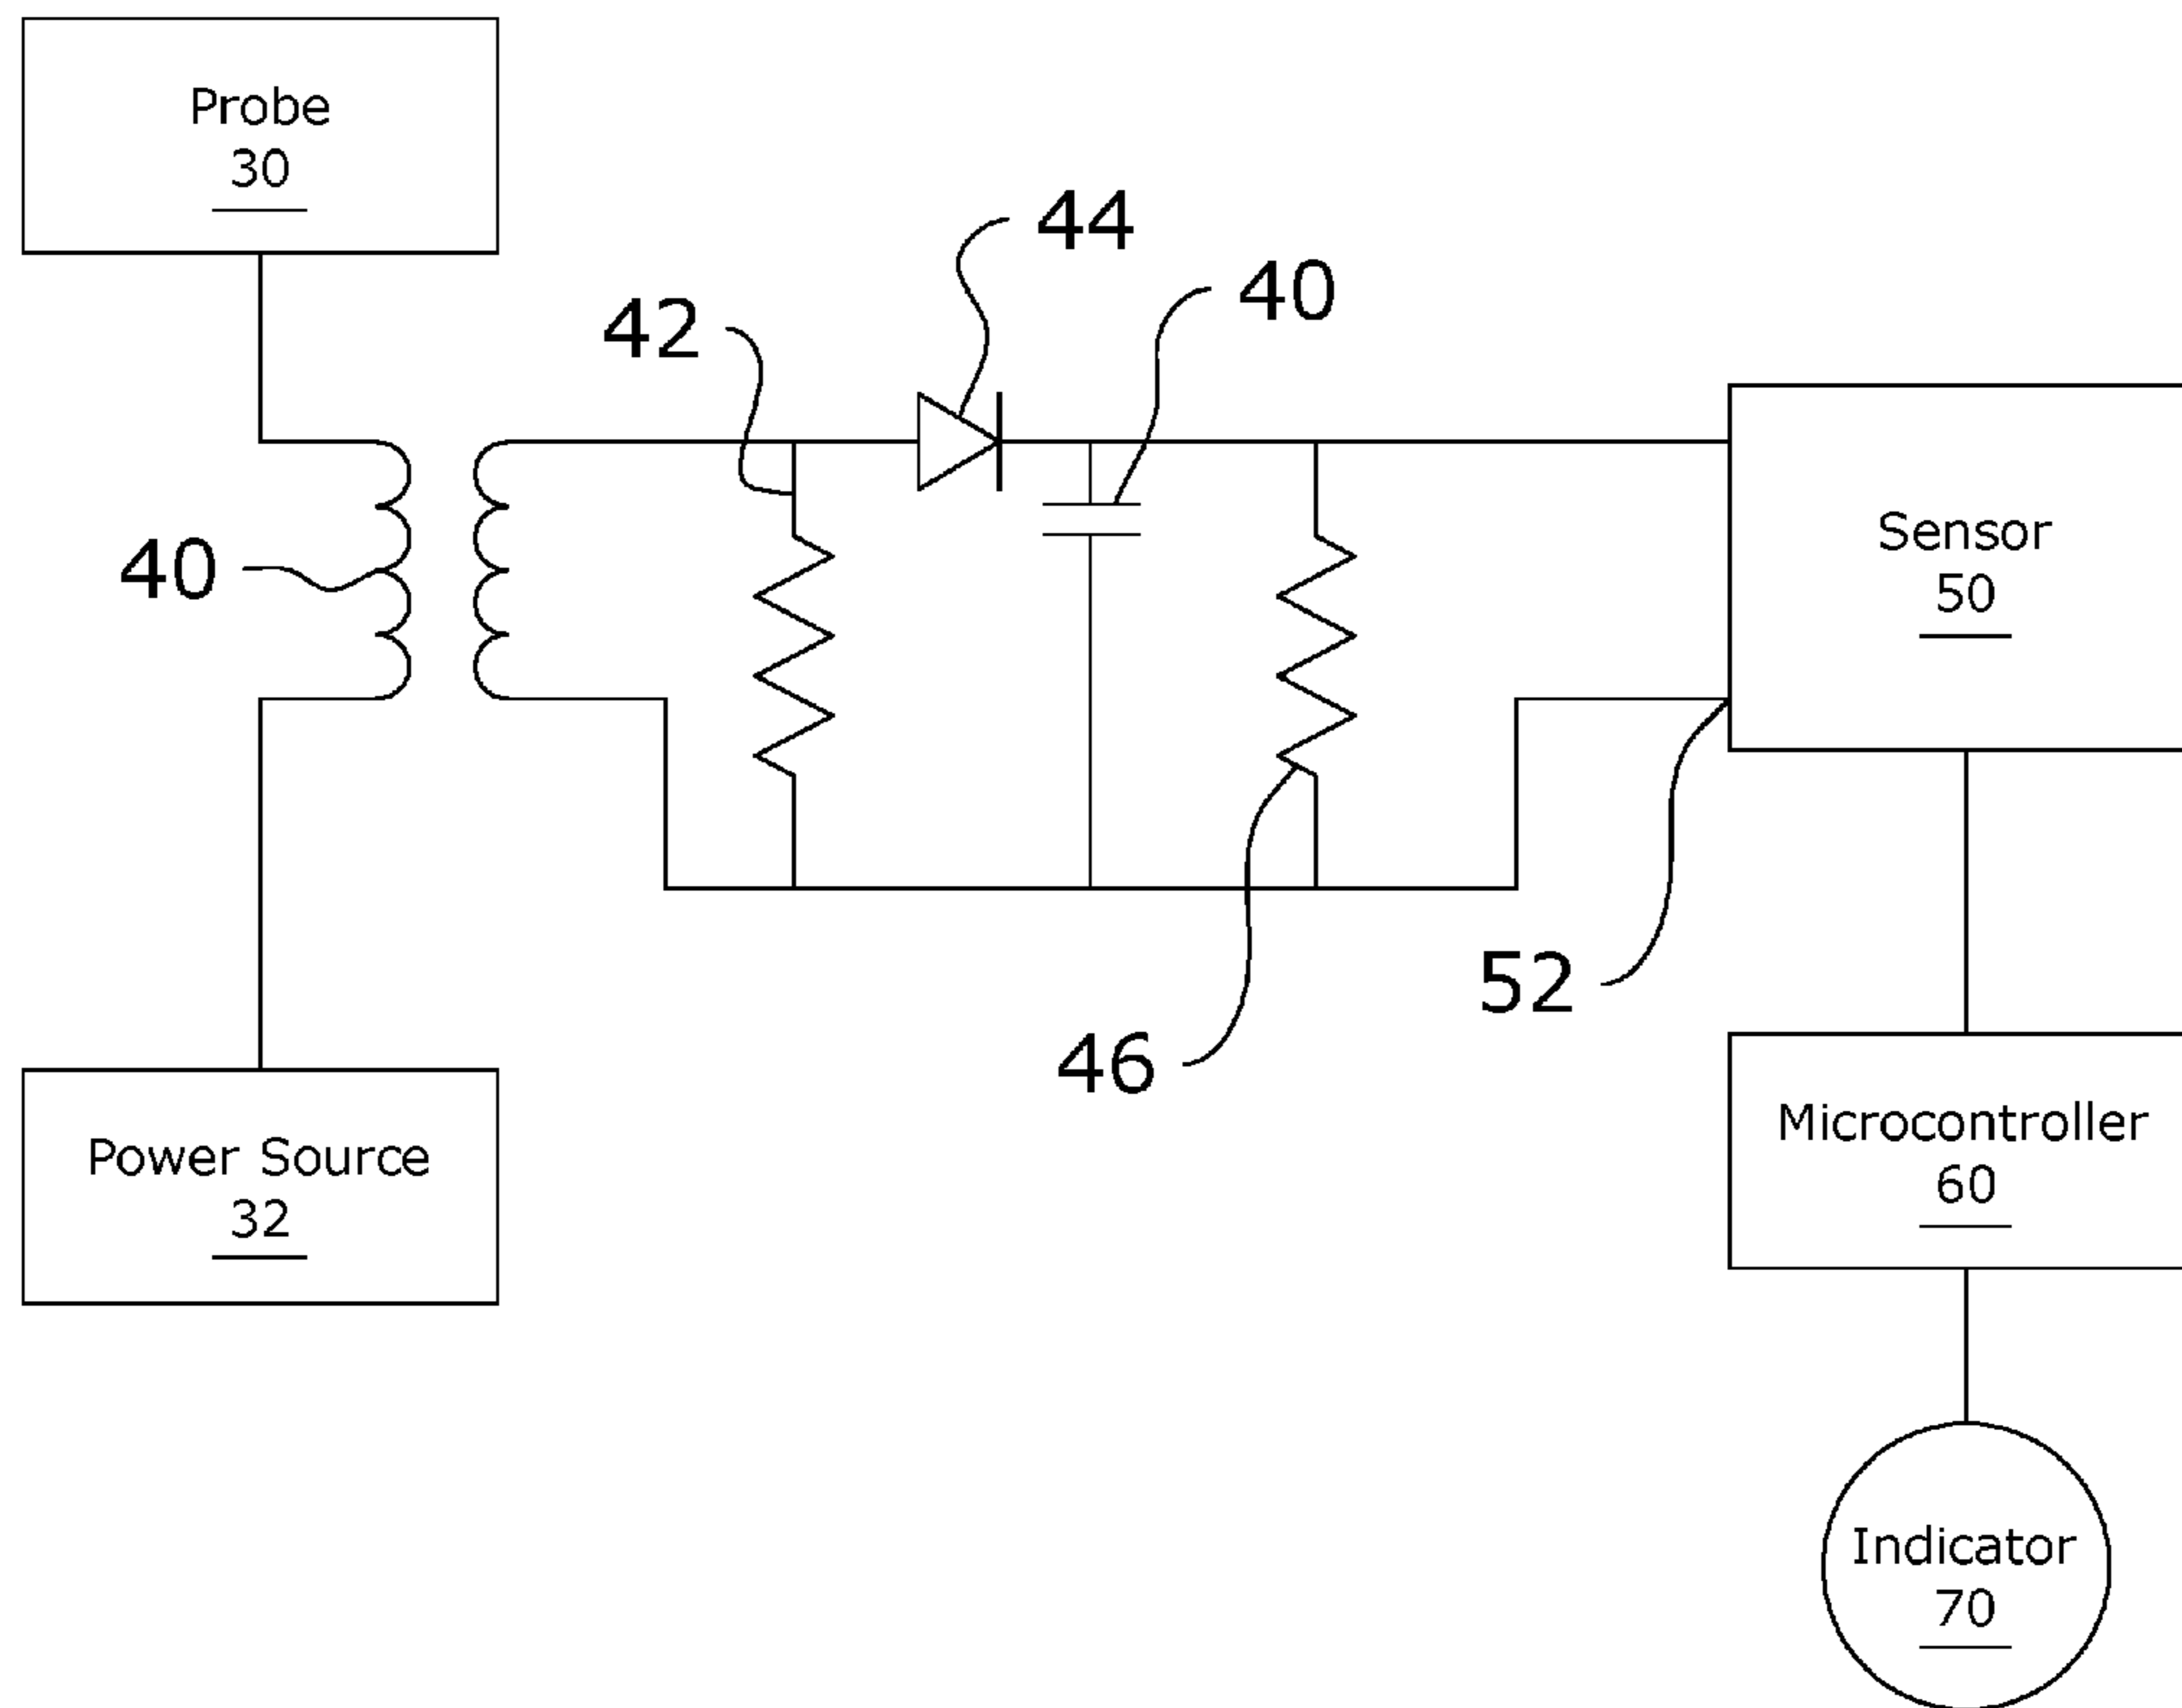 Probe
30
44
40
42
Sensor
50
40
52
46
Microcontroller
60
Power Source
32
Indicator
70